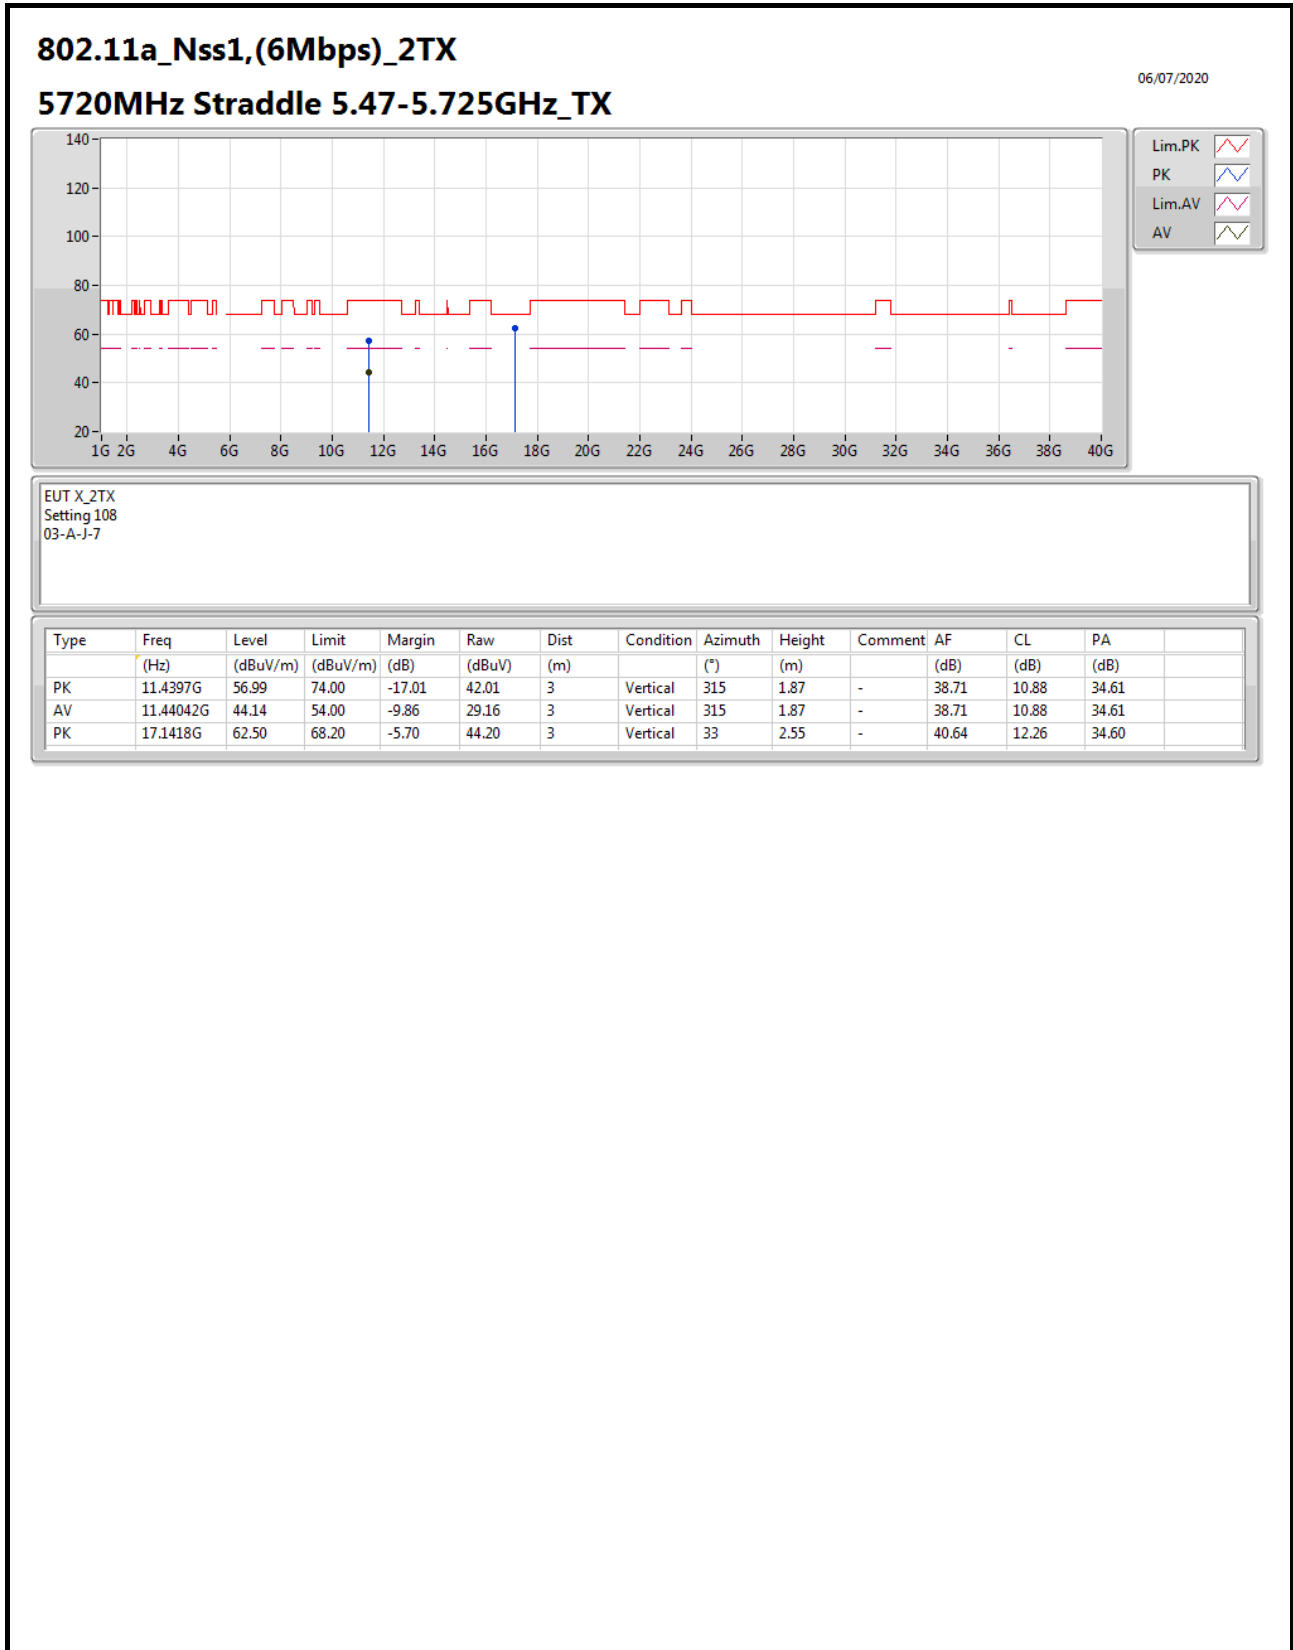 802.11a_Nss1,(6Mbps)_2TX
06/07/2020
5720MHz Straddle 5.47-5.725GHz_TX
140
120
100
80
60
40
20
1G 2G 4G 6G 8G 10G 12G 14G 16G 18G 20G 22G 24G 26G 28G 30G 32G 34G 36G 38G 40G
Lim.PK
PK
Lim.AV
AV
EUT X_2TX
Setting 108
03-A-J-7
Type Freq Level Limit Margin Raw Dist Condition Azimuth Height Comment AF CL PA
(Hz) (dBuV/m) (dBuV/m) (dB) (dBuV) (m) (°) (m) (dB) (dB) (dB)
PK 11.4397G 56.99 74.00 -17.01 42.01 3 Vertical 315 1.87 - 38.71 10.88 34.61
AV 11.44042G 44.14 54.00 -9.86 29.16 3 Vertical 315 1.87 - 38.71 10.88 34.61
PK 17.1418G 62.50 68.20 -5.70 44.20 3 Vertical 33 2.55 - 40.64 12.26 34.60